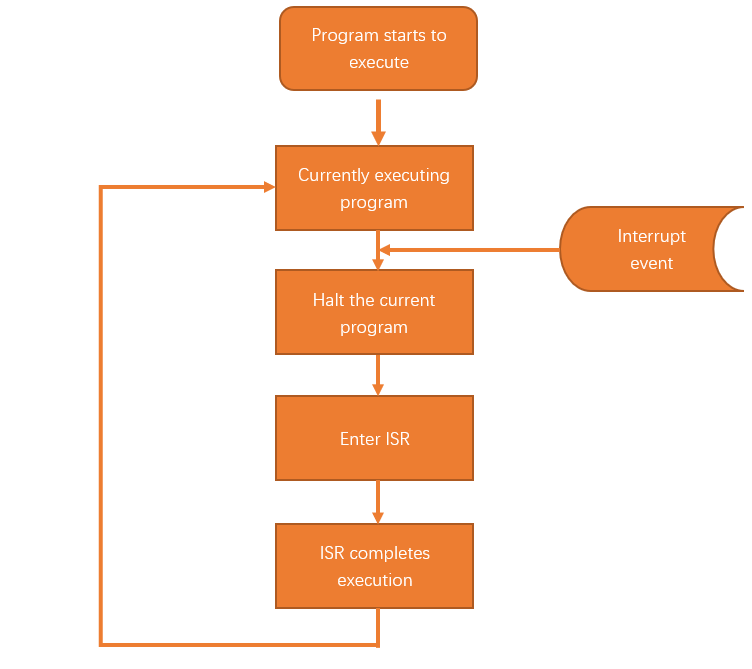 Program starts to
execute
Currently executing
program
Interrupt
event
Halt the current
program
Enter ISR
ISR completes
execution